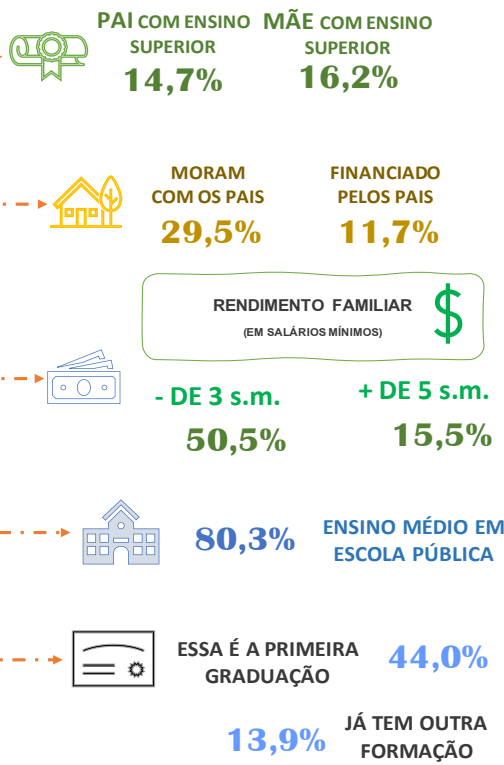 PAI COM ENSINO
SUPERIOR
14,7%
MÃE COM ENSINO
SUPERIOR
16,2%
MORAM
COM OS PAIS
29,5%
FINANCIADO
PELOS PAIS
11,7%
RENDIMENTO FAMILIAR
(EM SALÁRIOS MÍNIMOS)
$
- DE 3 s.m.
50,5%
+ DE 5 s.m.
15,5%
80,3%
ENSINO MÉDIO EM
ESCOLA PÚBLICA
ESSA É A PRIMEIRA
GRADUAÇÃO
44,0%
13,9%
JÁ TEM OUTRA
FORMAÇÃO